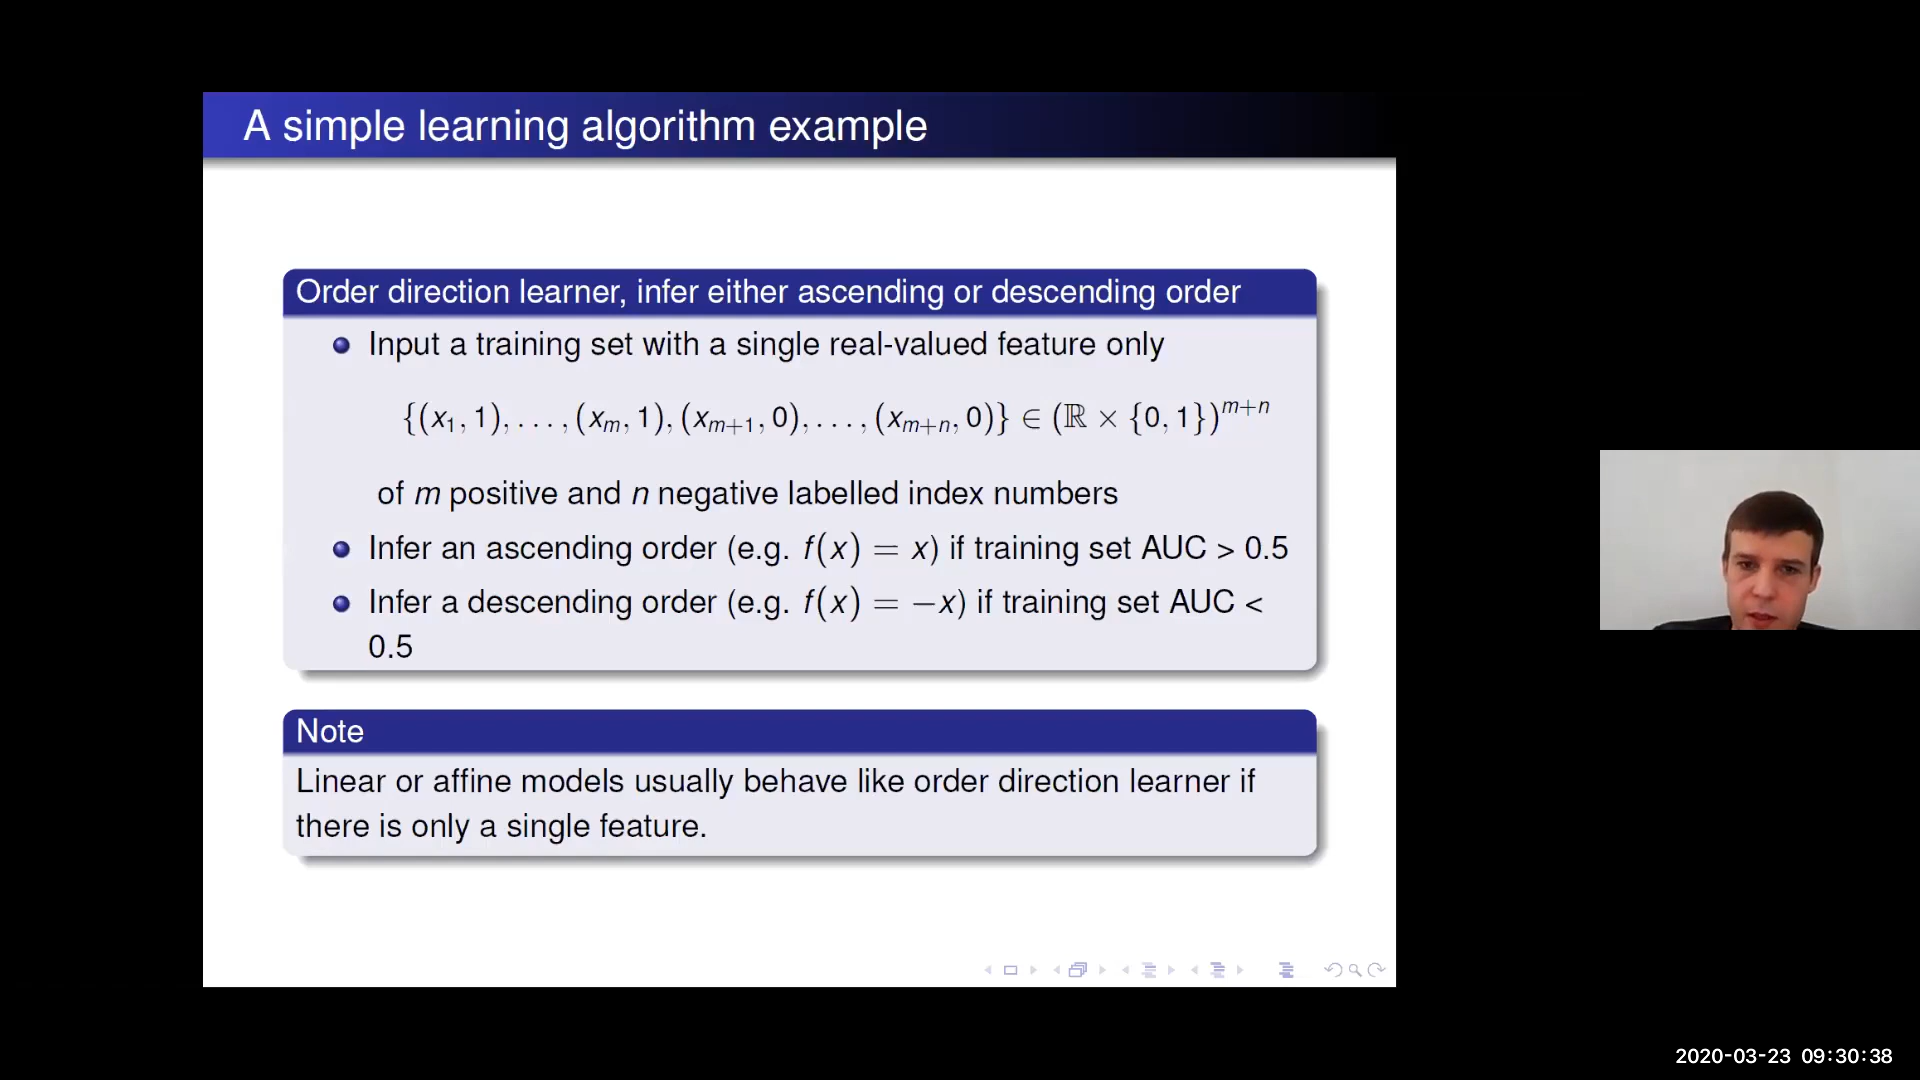 A simple learning algorithm example
Order direction learner, infer either ascending or descending order
Input a training set with a single real-valued feature only
{(x₁, 1), . . . , (xₘ, 1), (xₘ₊₁, 0), . . . , (xₘ₊ₙ, 0)} ∈ (ℝ × {0, 1})ᵐ⁺ⁿ
of m positive and n negative labelled index numbers
Infer an ascending order (e.g. f(x) = x) if training set AUC > 0.5
Infer a descending order (e.g. f(x) = −x) if training set AUC <
0.5
Note
Linear or affine models usually behave like order direction learner if
there is only a single feature.
2020-03-23 09:30:38